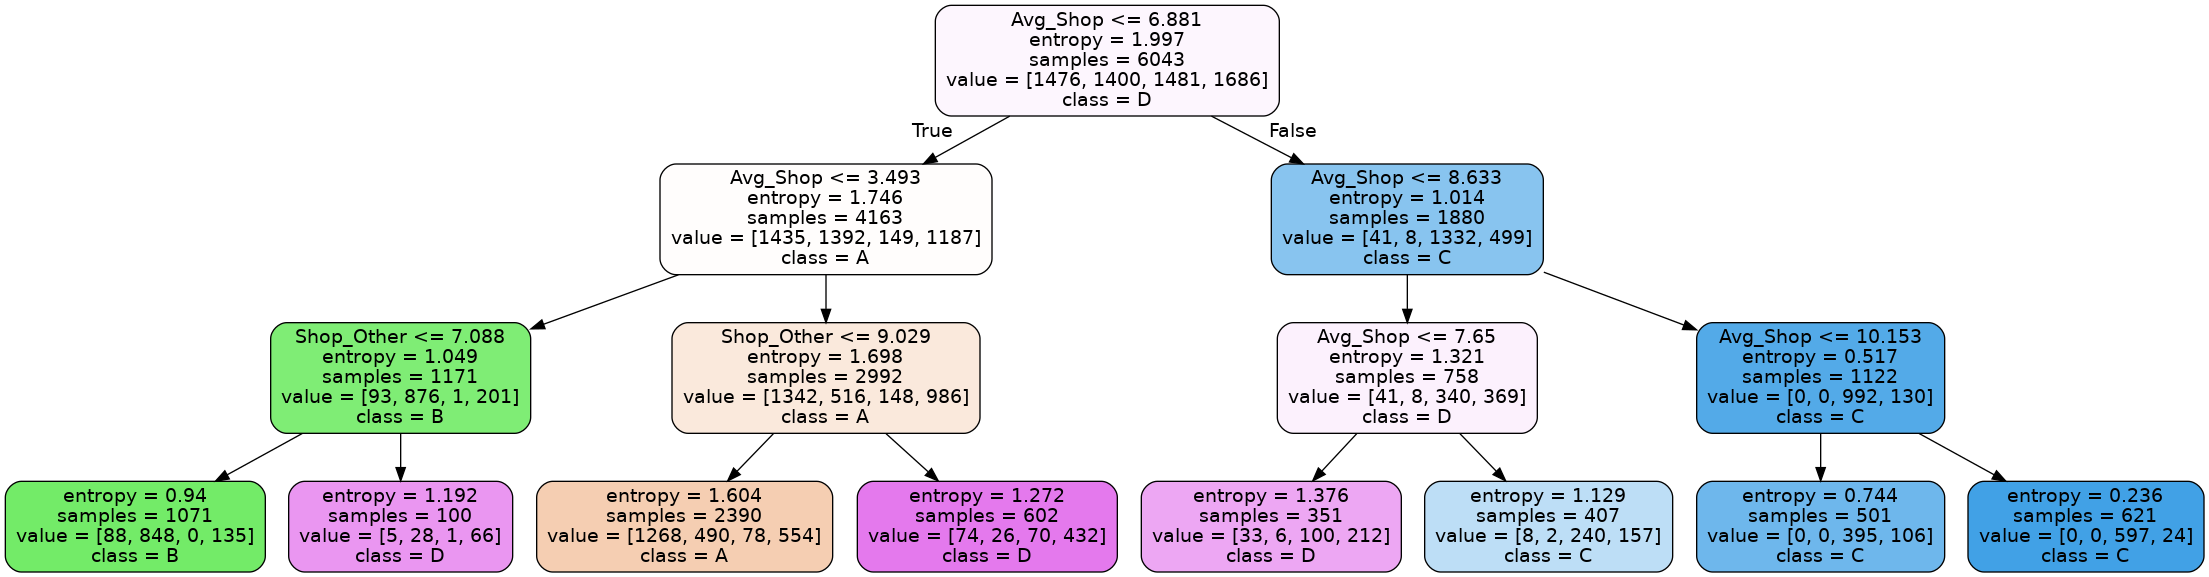 Avg_Shop <= 6.881
entropy = 1.997
samples = 6043
value = [1476, 1400, 1481, 1686]
class = D
True
False
Avg_Shop <= 3.493
entropy = 1.746
samples = 4163
value = [1435, 1392, 149, 1187]
class = A
Avg_Shop <= 8.633
entropy = 1.014
samples = 1880
value = [41, 8, 1332, 499]
class = C
Shop_Other <= 7.088
entropy = 1.049
samples = 1171
value = [93, 876, 1, 201]
class = B
Shop_Other <= 9.029
entropy = 1.698
samples = 2992
value = [1342, 516, 148, 986]
class = A
Avg_Shop <= 7.65
entropy = 1.321
samples = 758
value = [41, 8, 340, 369]
class = D
Avg_Shop <= 10.153
entropy = 0.517
samples = 1122
value = [0, 0, 992, 130]
class = C
entropy = 0.94
samples = 1071
value = [88, 848, 0, 135]
class = B
entropy = 1.192
samples = 100
value = [5, 28, 1, 66]
class = D
entropy = 1.604
samples = 2390
value = [1268, 490, 78, 554]
class = A
entropy = 1.272
samples = 602
value = [74, 26, 70, 432]
class = D
entropy = 1.376
samples = 351
value = [33, 6, 100, 212]
class = D
entropy = 1.129
samples = 407
value = [8, 2, 240, 157]
class = C
entropy = 0.744
samples = 501
value = [0, 0, 395, 106]
class = C
entropy = 0.236
samples = 621
value = [0, 0, 597, 24]
class = C